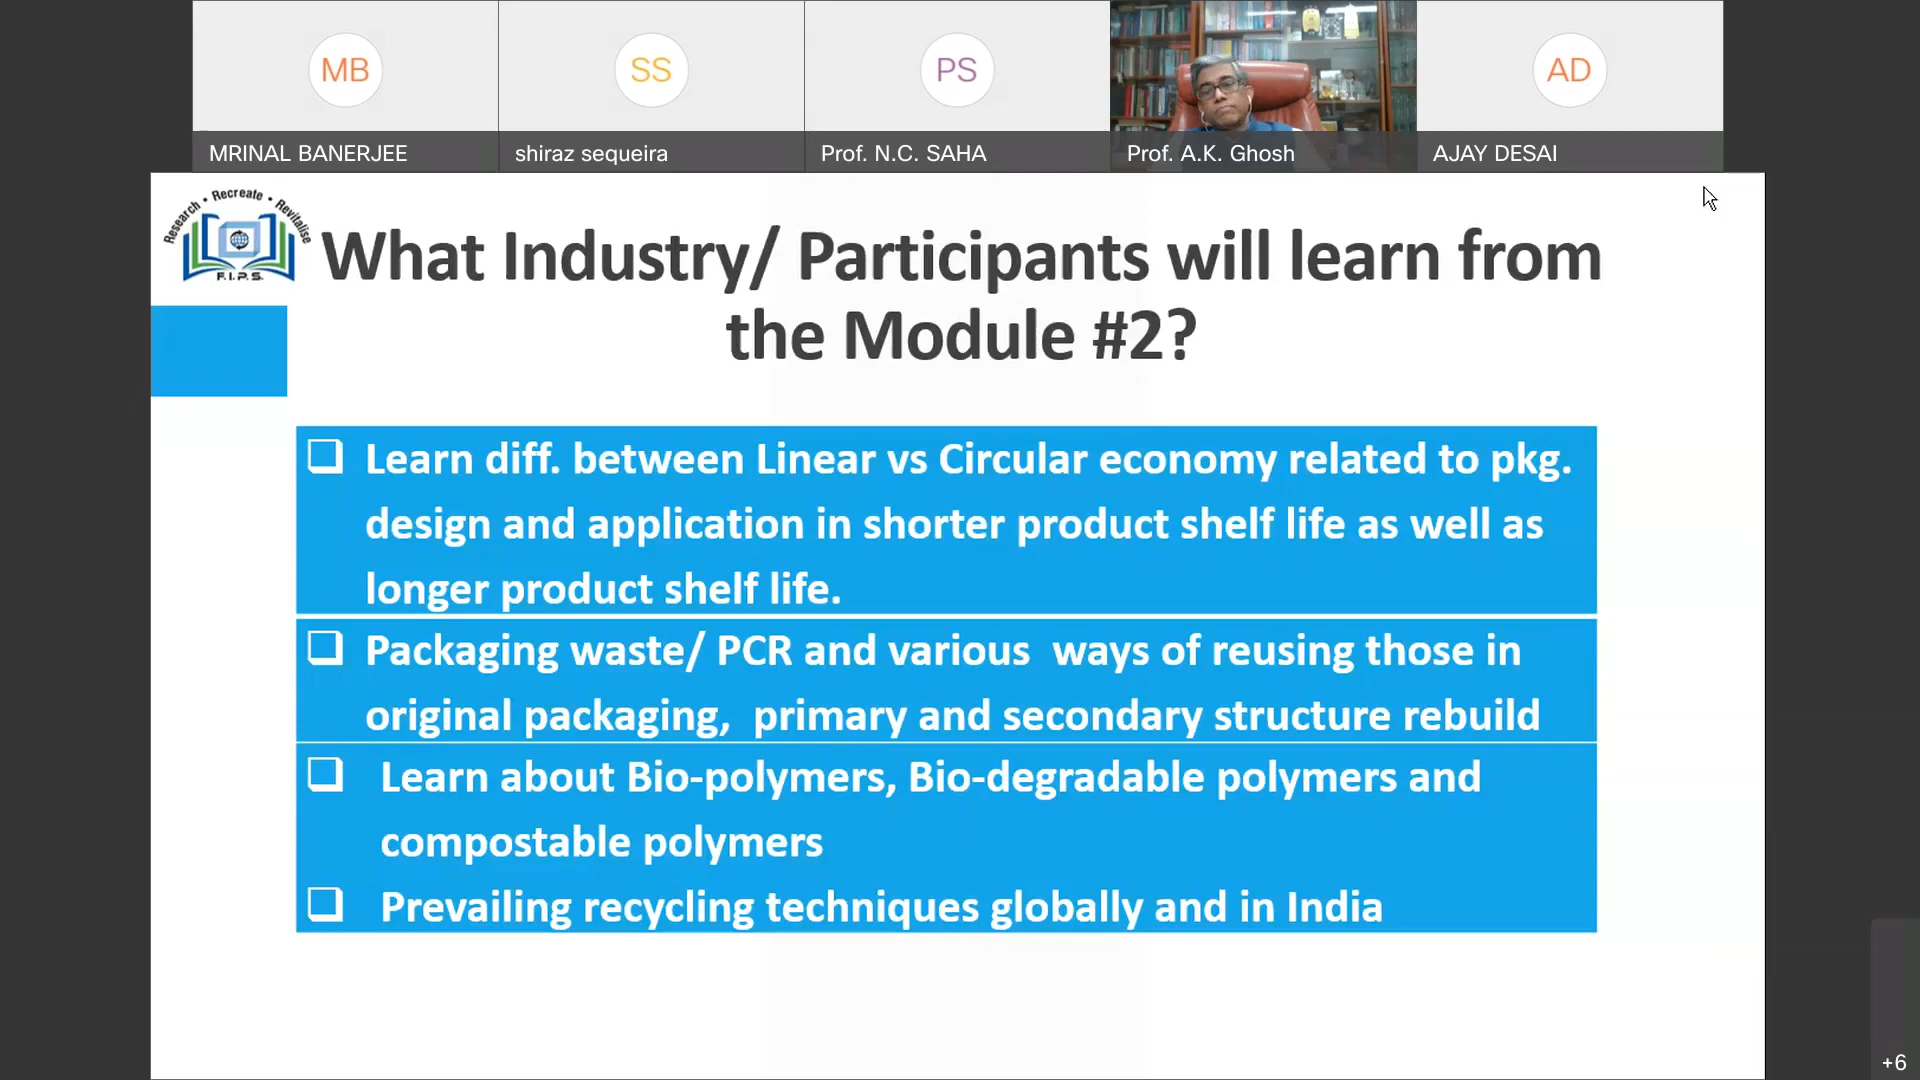 MB
SS
PS
AD
MRINAL BANERJEE
shiraz sequeira
Prof. N.C. SAHA
Prof. A.K. Ghosh
AJAY DESAI
Research • Recreate • Revitalise
F.I.P.S.
What Industry/ Participants will learn from
the Module #2?
Learn diff. between Linear vs Circular economy related to pkg.
design and application in shorter product shelf life as well as
longer product shelf life.
Packaging waste/ PCR and various ways of reusing those in
original packaging, primary and secondary structure rebuild
Learn about Bio-polymers, Bio-degradable polymers and
compostable polymers
Prevailing recycling techniques globally and in India
+6